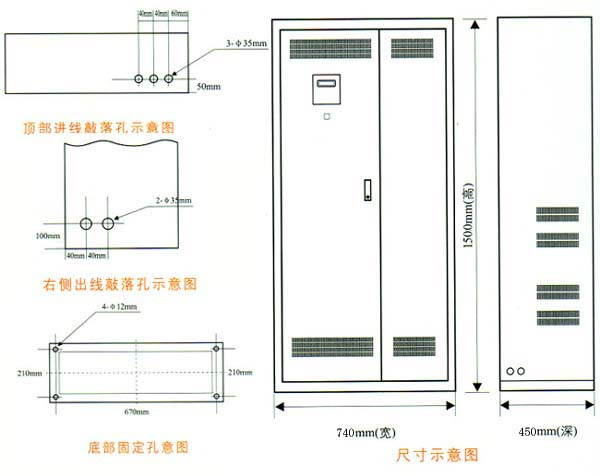 40mm 40mm 60mm
3-φ35mm
50mm
顶部进线敲落孔示意图
2-φ35mm
100mm
40mm 40mm
右侧出线敲落孔示意图
4-φ12mm
210mm
210mm
670mm
底部固定孔意图
1500mm(高)
740mm(宽)
450mm(深)
尺寸示意图